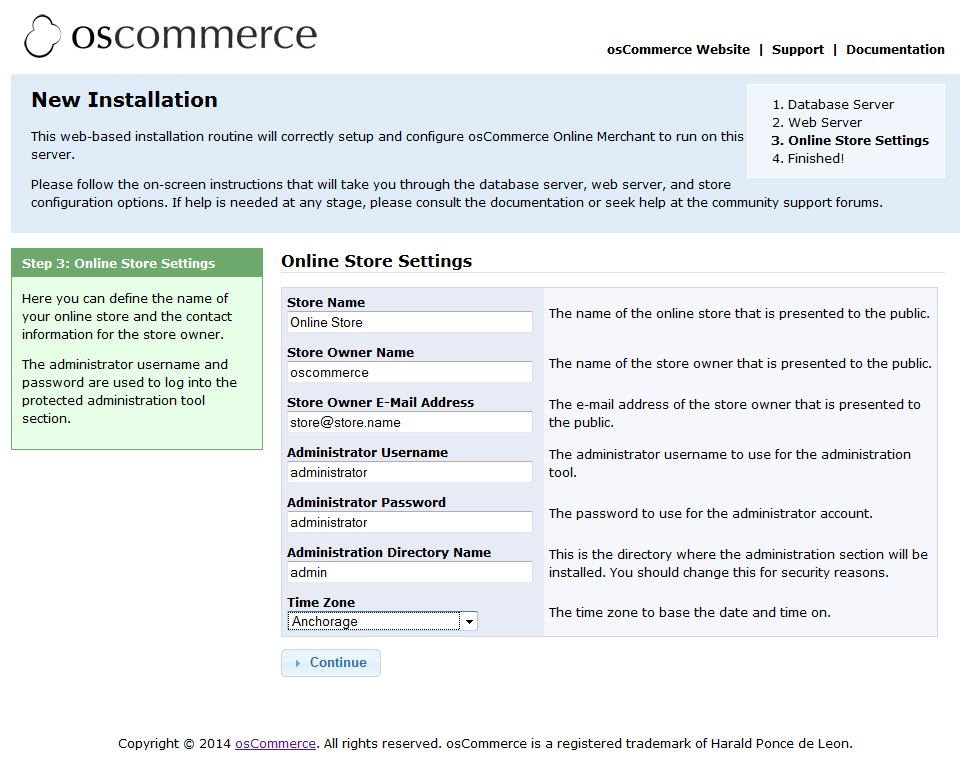 oscommerce
osCommerce Website | Support | Documentation
New Installation
This web-based installation routine will correctly setup and configure osCommerce Online Merchant to run on this
server.
Please follow the on-screen instructions that will take you through the database server, web server, and store
configuration options. If help is needed at any stage, please consult the documentation or seek help at the community support forums.
1. Database Server
2. Web Server
3. Online Store Settings
4. Finished!
Step 3: Online Store Settings
Here you can define the name of
your online store and the contact
information for the store owner.
The administrator username and
password are used to log into the
protected administration tool
section.
Online Store Settings
Store Name
Online Store
The name of the online store that is presented to the public.
Store Owner Name
oscommerce
The name of the store owner that is presented to the public.
Store Owner E-Mail Address
store@store.name
The e-mail address of the store owner that is presented to
the public.
Administrator Username
administrator
The administrator username to use for the administration
tool.
Administrator Password
administrator
The password to use for the administrator account.
Administration Directory Name
admin
This is the directory where the administration section will be
installed. You should change this for security reasons.
Time Zone
Anchorage
The time zone to base the date and time on.
Continue
Copyright © 2014 osCommerce. All rights reserved. osCommerce is a registered trademark of Harald Ponce de Leon.